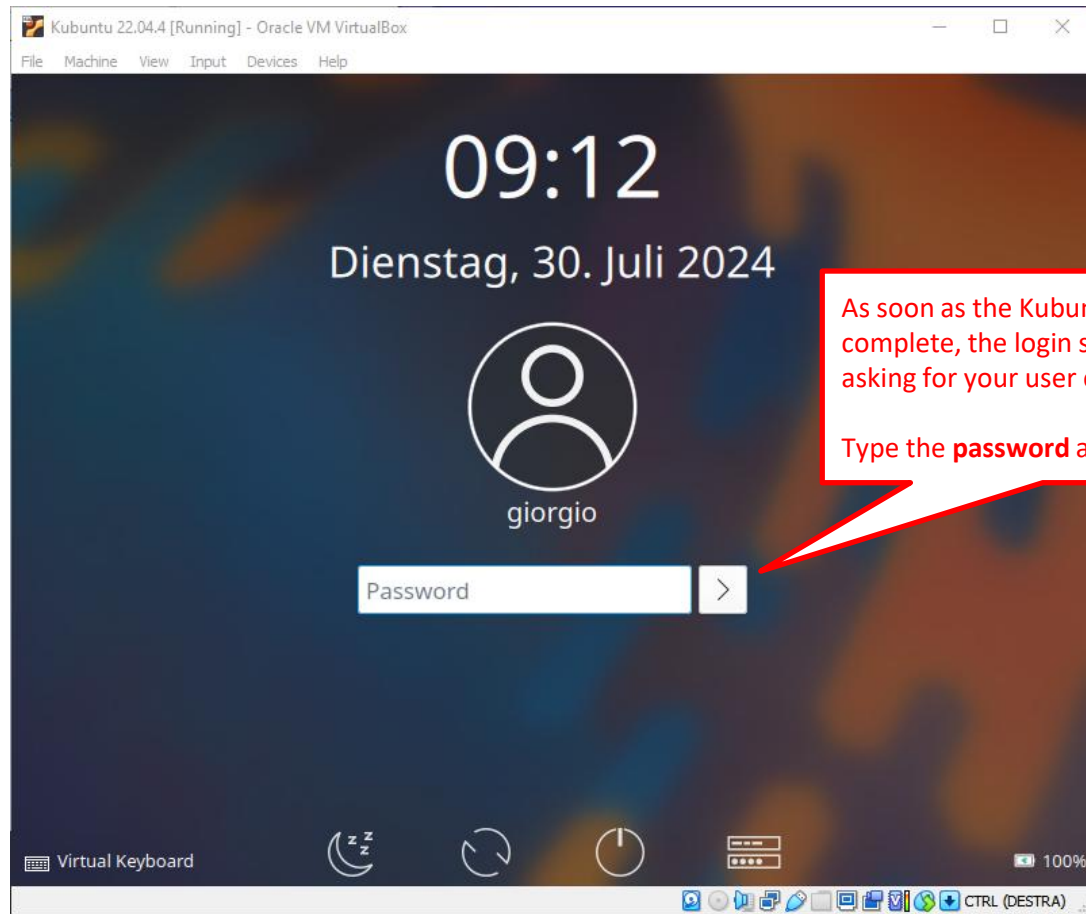 Kubuntu 22.04.4 [Running] - Oracle VM VirtualBox
File Machine View Input Devices Help
09:12
Dienstag, 30. Juli 2024
As soon as the
complete, the login
asking for your user
Type the password
giorgio
Password
z z z
Virtual Keyboard
100%
CTRL (DESTRA)